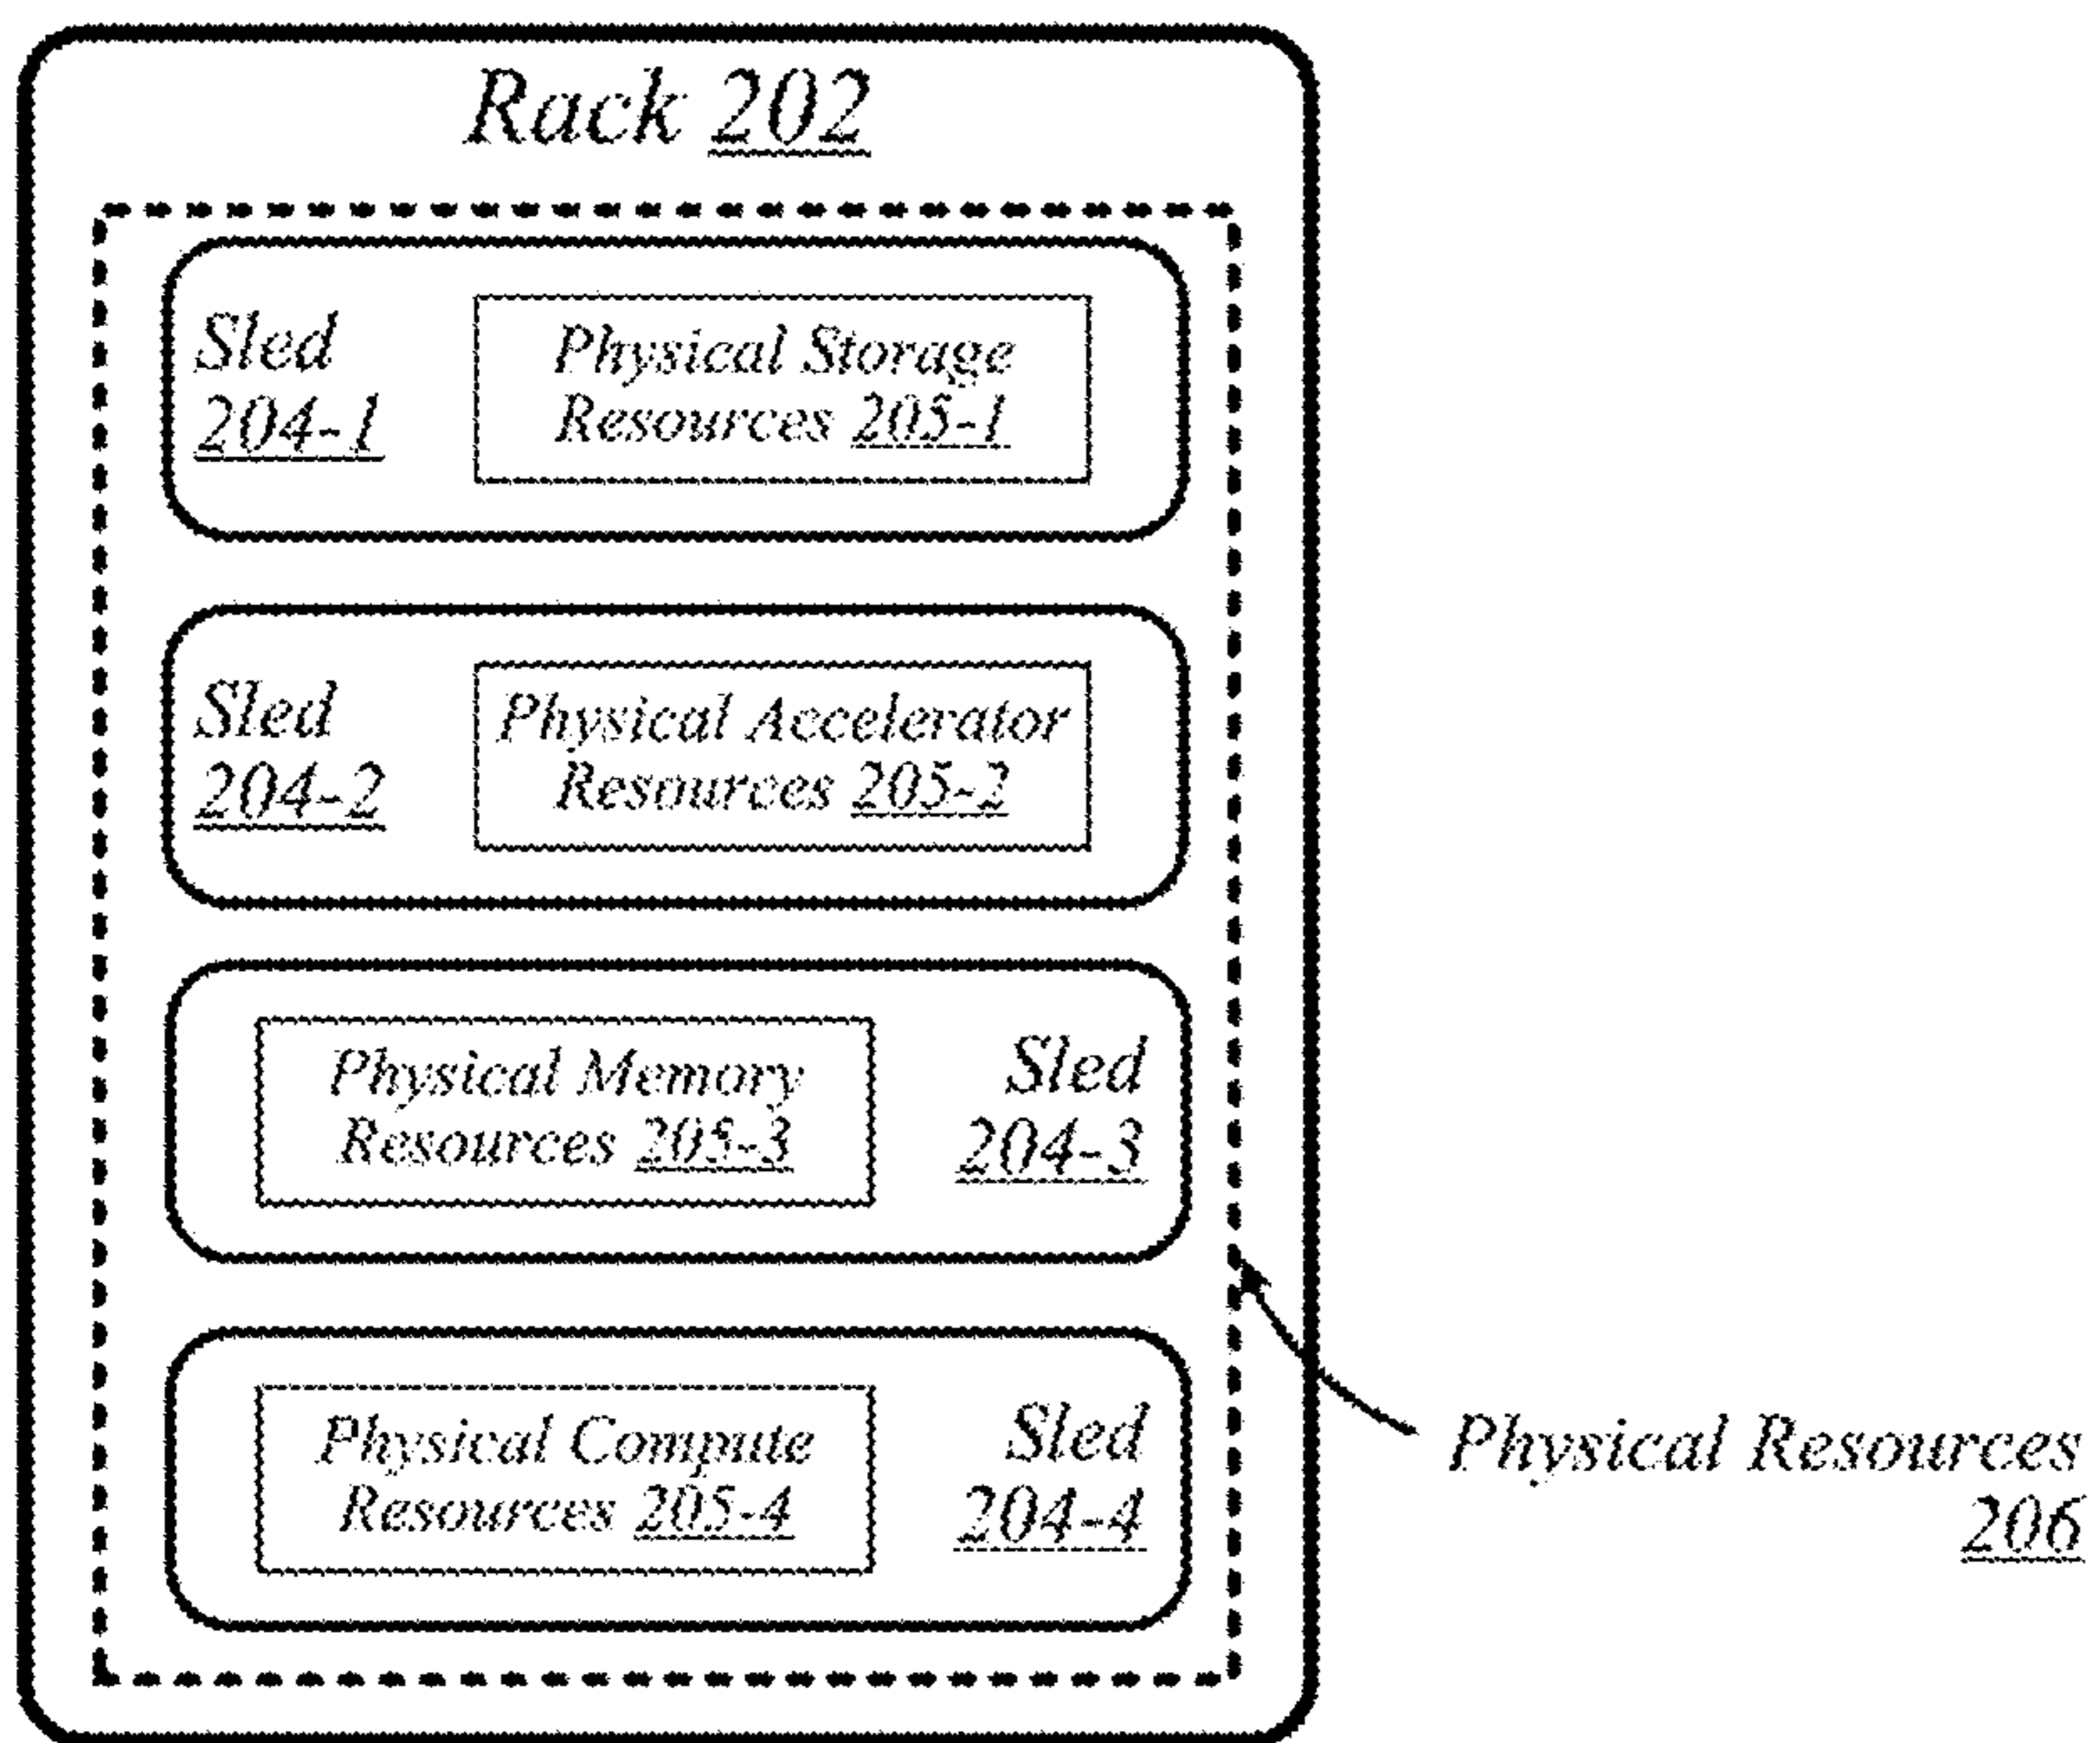 Rack 202
Sled
204-1
Physical Storage
Resources 205-1
Sled
204-2
Physical Accelerator
Resources 205-2
Physical Memory
Resources 205-3
Sled
204-3
Physical Compute
Resources 205-4
Sled
204-4
Physical Resources
206